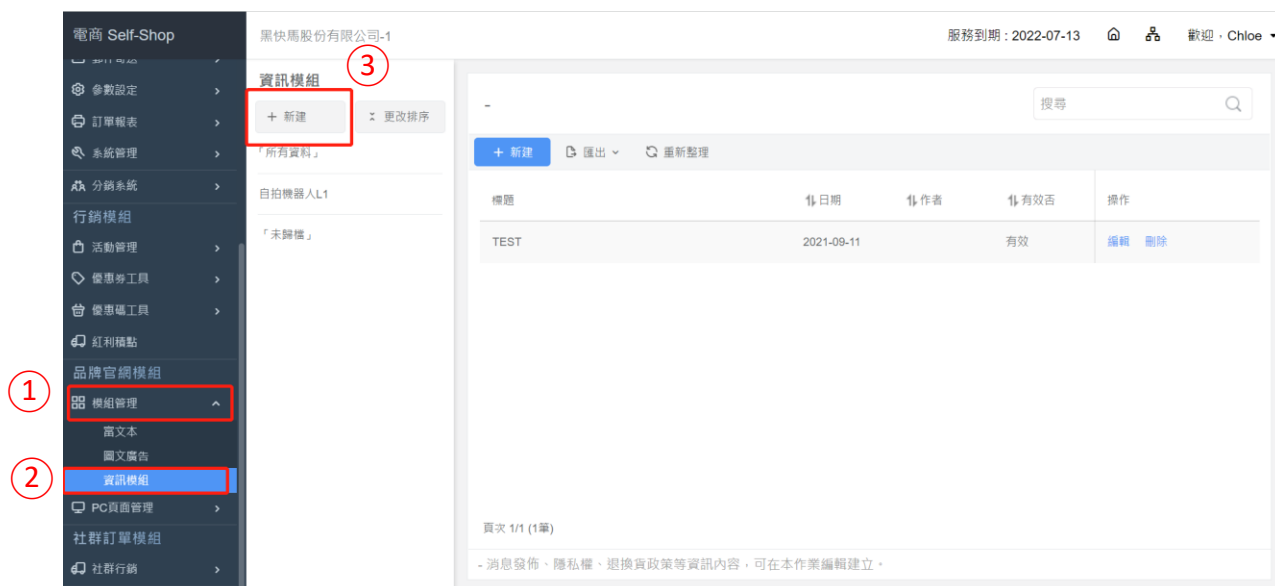 電商 Self-Shop
黑快馬股份有限公司-1
服務到期 : 2022-07-13
歡迎，Chloe
參數設定
訂單報表
系統管理
分銷系統
行銷模組
活動管理
優惠券工具
優惠碼工具
紅利積點
品牌官網模組
①
模組管理
富文本
圖文廣告
②
資訊模組
PC頁面管理
社群訂單模組
社群行銷
資訊模組
③
+ 新建
更改排序
「所有資料」
自拍機器人L1
「未歸檔」
-
搜尋
+ 新建
匯出
重新整理
標題
日期
作者
有效否
操作
TEST
2021-09-11
有效
編輯
刪除
頁次 1/1 (1筆)
- 消息發佈、隱私權、退換貨政策等資訊內容，可在本作業編輯建立。